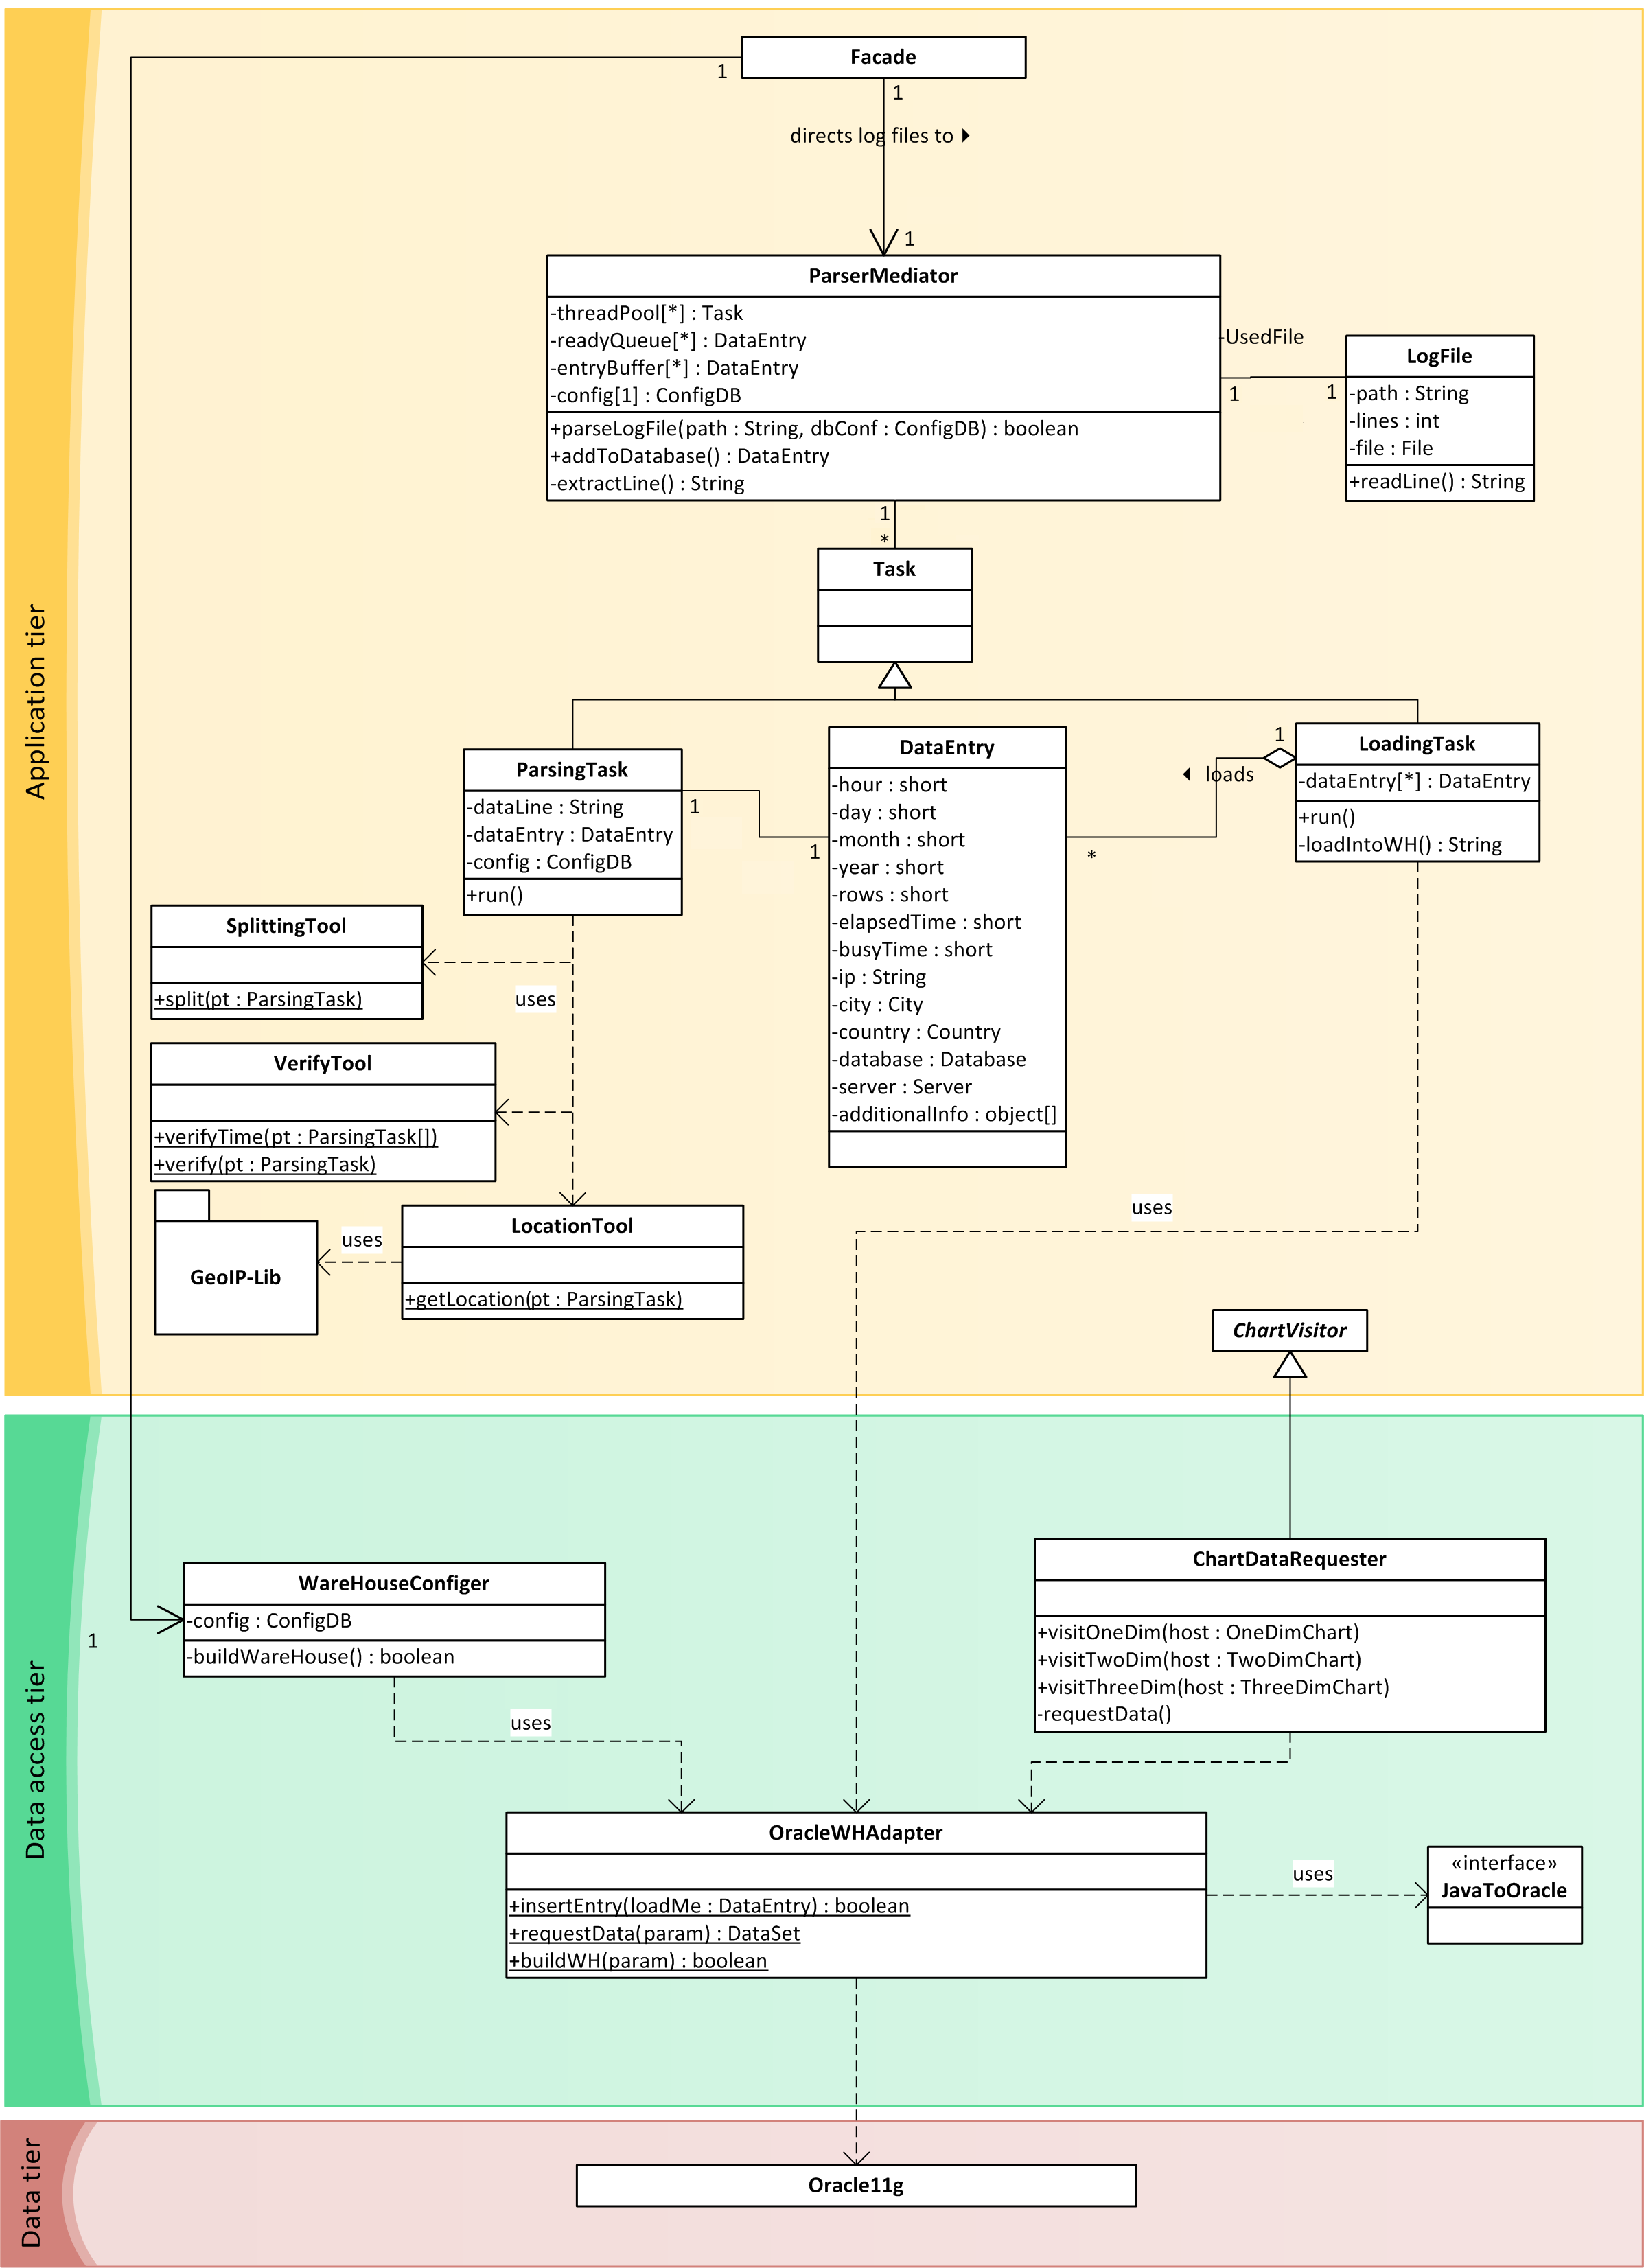 Application tier
Facade
1
1
directs log files to
1
ParserMediator
-threadPool[*] : Task
-readyQueue[*] : DataEntry
-entryBuffer[*] : DataEntry
-config[1] : ConfigDB
+parseLogFile(path : String, dbConf : ConfigDB) : boolean
+addToDatabase() : DataEntry
-extractLine() : String
-UsedFile
1
1
LogFile
-path : String
-lines : int
-file : File
+readLine() : String
1
*
Task
ParsingTask
-dataLine : String
-dataEntry : DataEntry
-config : ConfigDB
+run()
1
1
DataEntry
-hour : short
-day : short
-month : short
-year : short
-rows : short
-elapsedTime : short
-busyTime : short
-ip : String
-city : City
-country : Country
-database : Database
-server : Server
-additionalInfo : object[]
1
loads
*
LoadingTask
-dataEntry[*] : DataEntry
+run()
-loadIntoWH() : String
SplittingTool
+split(pt : ParsingTask)
uses
VerifyTool
+verifyTime(pt : ParsingTask[])
+verify(pt : ParsingTask)
GeoIP-Lib
uses
LocationTool
+getLocation(pt : ParsingTask)
uses
ChartVisitor
Data access tier
1
WareHouseConfiger
-config : ConfigDB
-buildWareHouse() : boolean
uses
ChartDataRequester
+visitOneDim(host : OneDimChart)
+visitTwoDim(host : TwoDimChart)
+visitThreeDim(host : ThreeDimChart)
-requestData()
OracleWHAdapter
+insertEntry(loadMe : DataEntry) : boolean
+requestData(param) : DataSet
+buildWH(param) : boolean
uses
«interface»
JavaToOracle
Data tier
Oracle11g